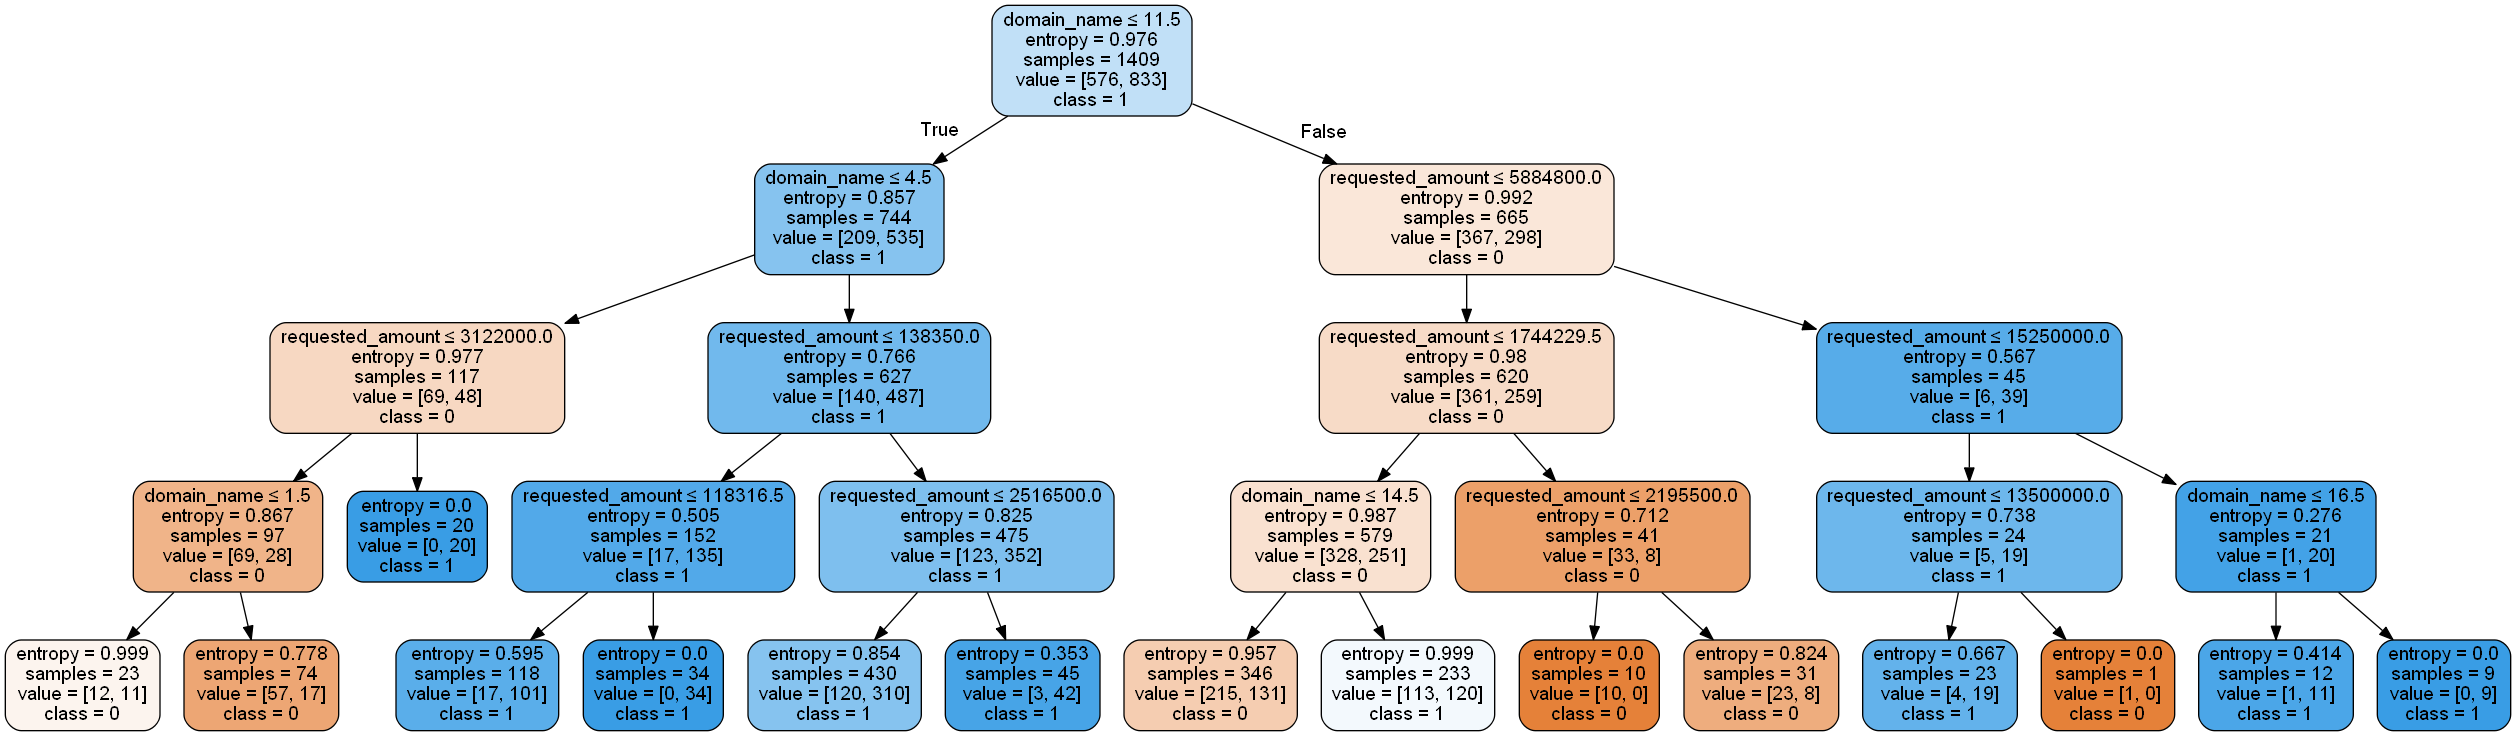 domain_name ≤ 11.5
entropy = 0.976
samples = 1409
value = [576, 833]
class = 1
True
False
domain_name ≤ 4.5
entropy = 0.857
samples = 744
value = [209, 535]
class = 1
requested_amount ≤ 5884800.0
entropy = 0.992
samples = 665
value = [367, 298]
class = 0
requested_amount ≤ 3122000.0
entropy = 0.977
samples = 117
value = [69, 48]
class = 0
requested_amount ≤ 138350.0
entropy = 0.766
samples = 627
value = [140, 487]
class = 1
requested_amount ≤ 1744229.5
entropy = 0.98
samples = 620
value = [361, 259]
class = 0
requested_amount ≤ 15250000.0
entropy = 0.567
samples = 45
value = [6, 39]
class = 1
domain_name ≤ 1.5
entropy = 0.867
samples = 97
value = [69, 28]
class = 0
entropy = 0.0
samples = 20
value = [0, 20]
class = 1
requested_amount ≤ 118316.5
entropy = 0.505
samples = 152
value = [17, 135]
class = 1
requested_amount ≤ 2516500.0
entropy = 0.825
samples = 475
value = [123, 352]
class = 1
domain_name ≤ 14.5
entropy = 0.987
samples = 579
value = [328, 251]
class = 0
requested_amount ≤ 2195500.0
entropy = 0.712
samples = 41
value = [33, 8]
class = 0
requested_amount ≤ 13500000.0
entropy = 0.738
samples = 24
value = [5, 19]
class = 1
domain_name ≤ 16.5
entropy = 0.276
samples = 21
value = [1, 20]
class = 1
entropy = 0.999
samples = 23
value = [12, 11]
class = 0
entropy = 0.778
samples = 74
value = [57, 17]
class = 0
entropy = 0.595
samples = 118
value = [17, 101]
class = 1
entropy = 0.0
samples = 34
value = [0, 34]
class = 1
entropy = 0.854
samples = 430
value = [120, 310]
class = 1
entropy = 0.353
samples = 45
value = [3, 42]
class = 1
entropy = 0.957
samples = 346
value = [215, 131]
class = 0
entropy = 0.999
samples = 233
value = [113, 120]
class = 1
entropy = 0.0
samples = 10
value = [10, 0]
class = 0
entropy = 0.824
samples = 31
value = [23, 8]
class = 0
entropy = 0.667
samples = 23
value = [4, 19]
class = 1
entropy = 0.0
samples = 1
value = [1, 0]
class = 0
entropy = 0.414
samples = 12
value = [1, 11]
class = 1
entropy = 0.0
samples = 9
value = [0, 9]
class = 1